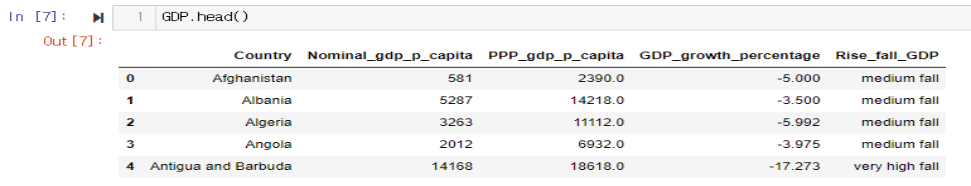 In [7]: 1 GDP.head()
Out[7]:
Country Nominal_gdp_p_capita PPP_gdp_p_capita GDP_growth_percentage Rise_fall_GDP
0 Afghanistan 581 2390.0 -5.000 medium fall
1 Albania 5287 14218.0 -3.500 medium fall
2 Algeria 3263 11112.0 -5.992 medium fall
3 Angola 2012 6932.0 -3.975 medium fall
4 Antigua and Barbuda 14168 18618.0 -17.273 very high fall